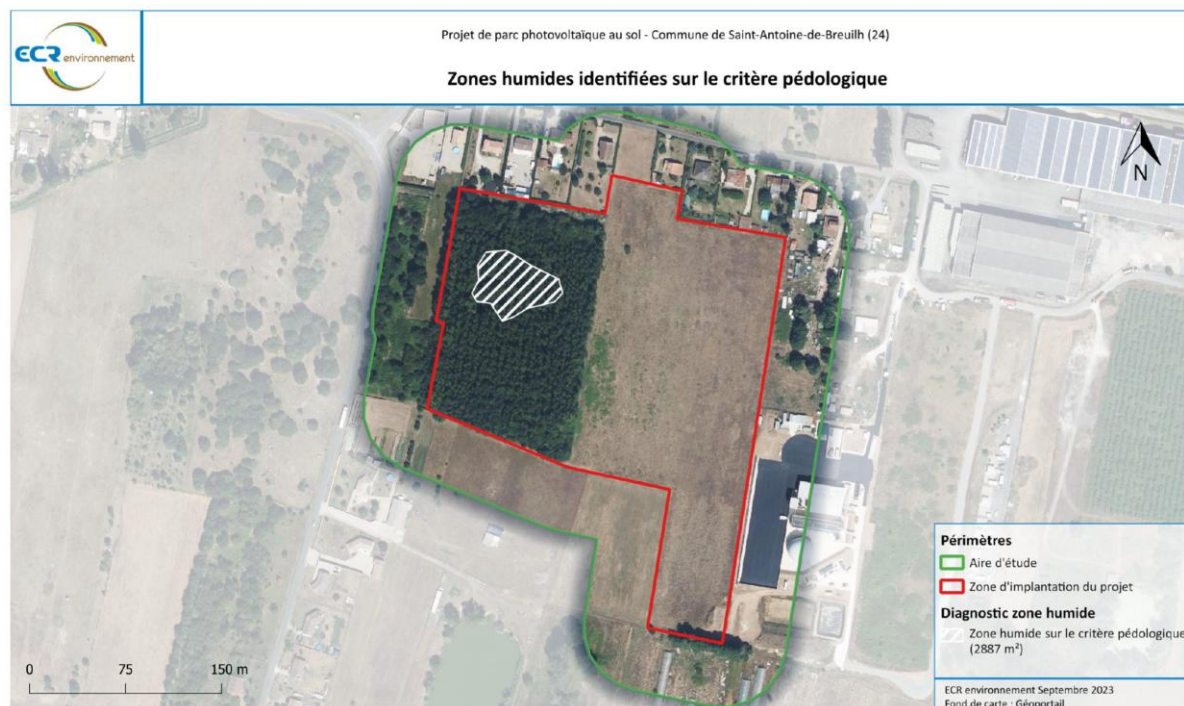 ECR environnement
Projet de parc photovoltaïque au sol - Commune de Saint-Antoine-de-Breuilh (24)
Zones humides identifiées sur le critère pédologique
N
Périmètres
Aire d'étude
Zone d'implantation du projet
Diagnostic zone humide
Zone humide sur le critère pédologique
(2887 m²)
0 75 150 m
ECR environnement Septembre 2023
Fond de carte : Géoportail